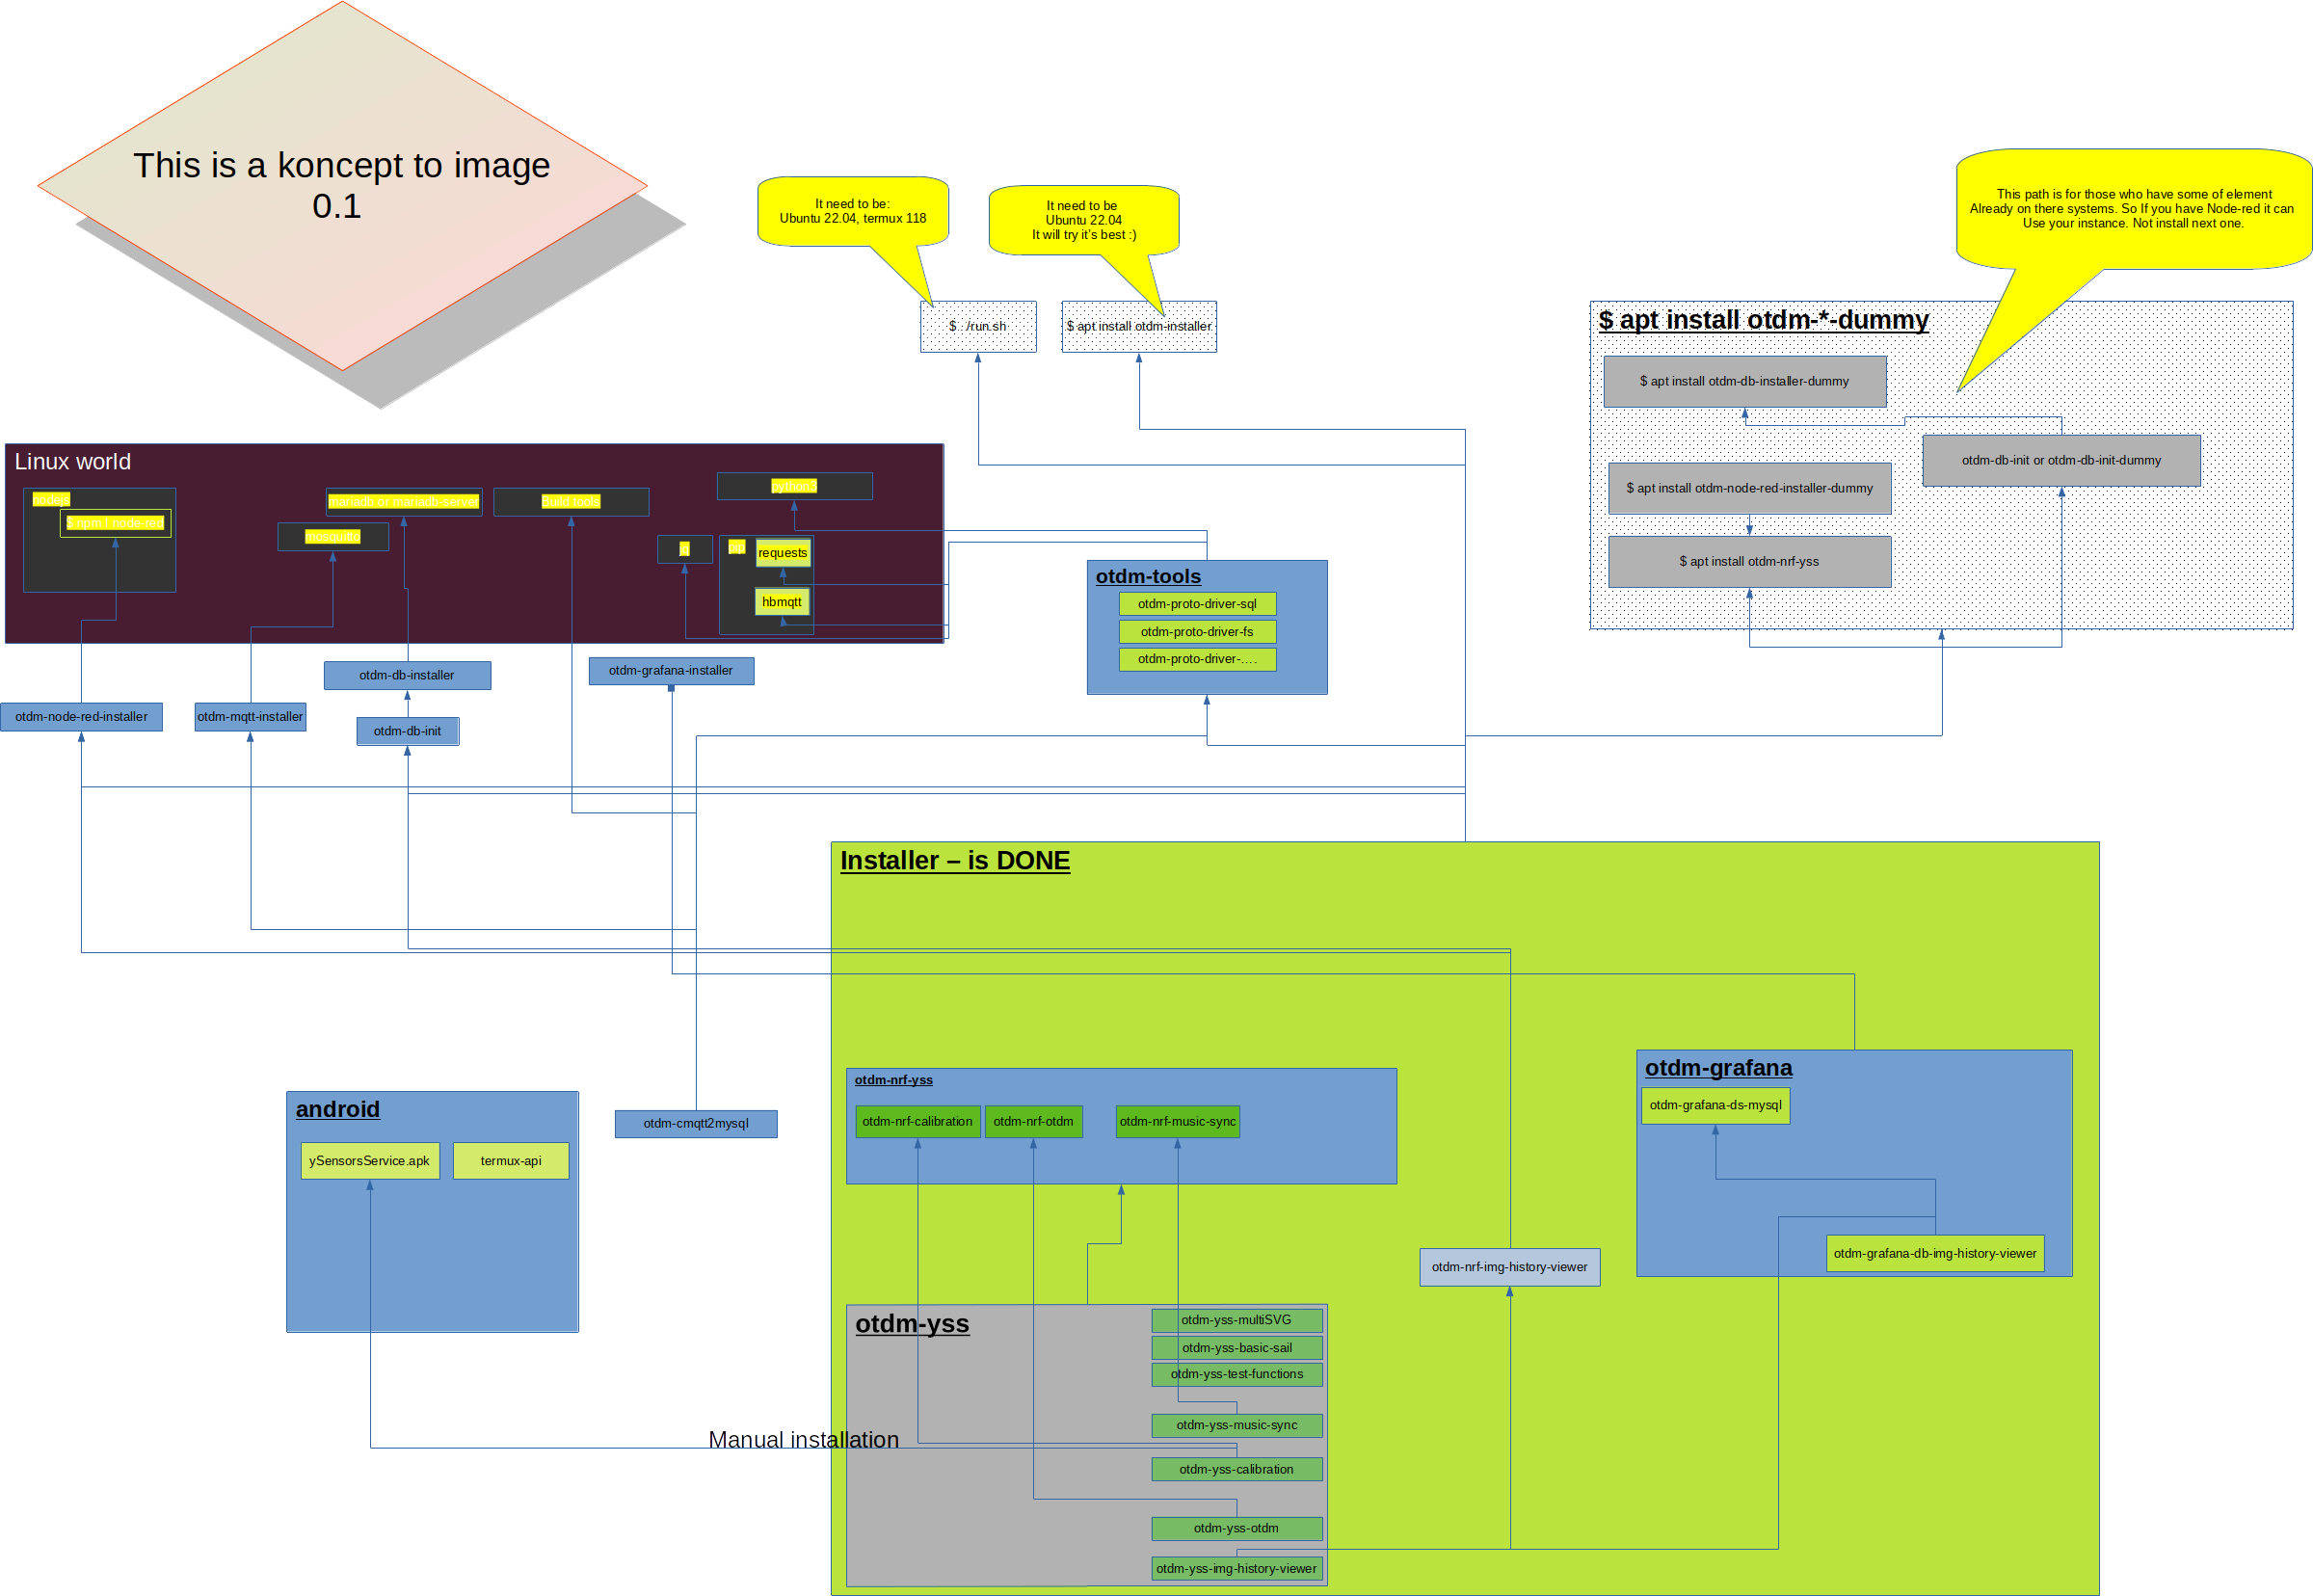 This is a koncept to image
0.1
It need to be:
Ubuntu 22.04, termux 118
It need to be
Ubuntu 22.04
It will try it's best :)
This path is for those who have some of element
Already on there systems. So If you have Node-red it can
Use your instance. Not install next one.
$ ./run.sh
$ apt install otdm-installer
$ apt install otdm-*-dummy
$ apt install otdm-db-installer-dummy
otdm-db-init or otdm-db-init-dummy
$ apt install otdm-node-red-installer-dummy
$ apt install otdm-nrf-yss
Linux world
nodejs
$ npm I node-red
mariadb or mariadb-server
mosquitto
Build tools
python3
pip
requests
hbmqtt
otdm-tools
otdm-proto-driver-sql
otdm-proto-driver-fs
otdm-proto-driver-….
otdm-db-installer
otdm-grafana-installer
otdm-node-red-installer
otdm-mqtt-installer
otdm-db-init
Installer – is DONE
otdm-nrf-yss
otdm-nrf-calibration
otdm-nrf-otdm
otdm-nrf-music-sync
otdm-grafana
otdm-grafana-ds-mysql
otdm-grafana-db-img-history-viewer
android
ySensorsService.apk
termux-api
otdm-cmqtt2mysql
otdm-nrf-img-history-viewer
otdm-yss
otdm-yss-multiSVG
otdm-yss-basic-sail
otdm-yss-test-functions
otdm-yss-music-sync
Manual installation
otdm-yss-calibration
otdm-yss-otdm
otdm-yss-img-history-viewer